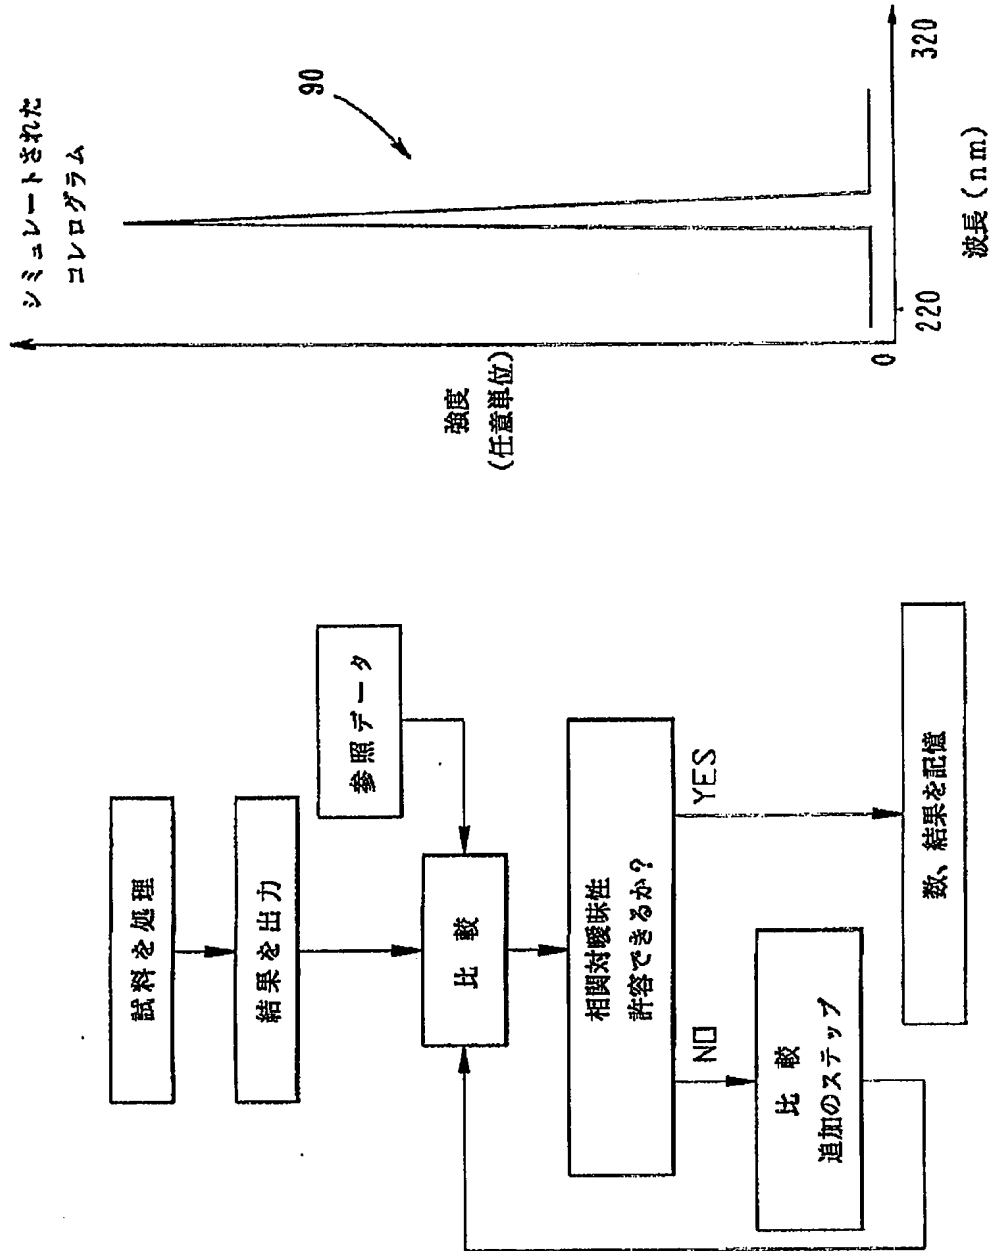 シミュレートされた
コレログラム
90
強度
(任意単位)
0
220
320
波長(nm)
試料を処理
結果を出力
参照データ
比較
相関対曖昧性
許容できるか?
YES
NO
数、結果を記憶
比較
追加のステップ